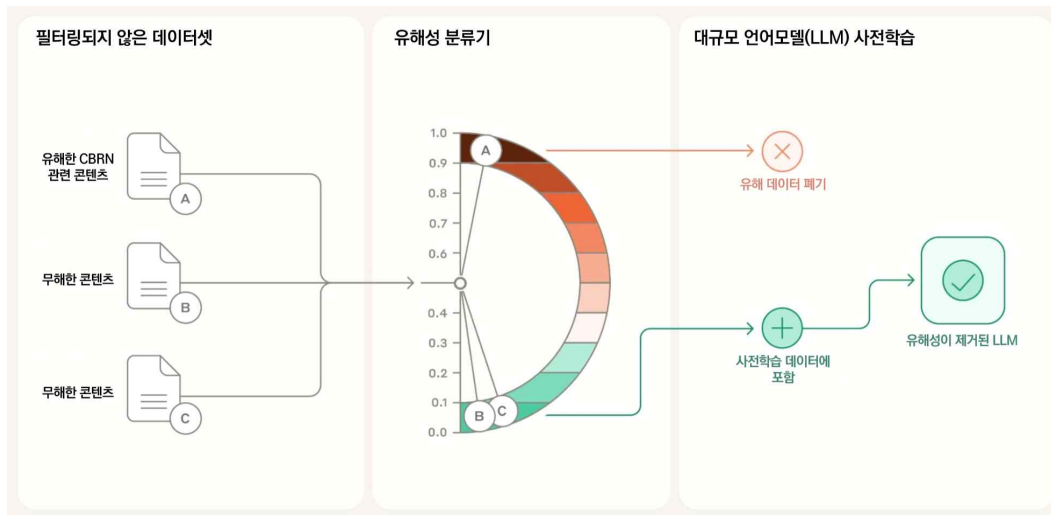 필터링되지 않은 데이터셋
유해한 CBRN
관련 콘텐츠
A
무해한 콘텐츠
B
무해한 콘텐츠
C
유해성 분류기
1.0
0.9
0.8
0.7
0.6
0.4
0.3
0.2
0.1
0.0
A
B
C
대규모 언어모델(LLM) 사전학습
유해 데이터 폐기
사전학습 데이터에
포함
유해성이 제거된 LLM